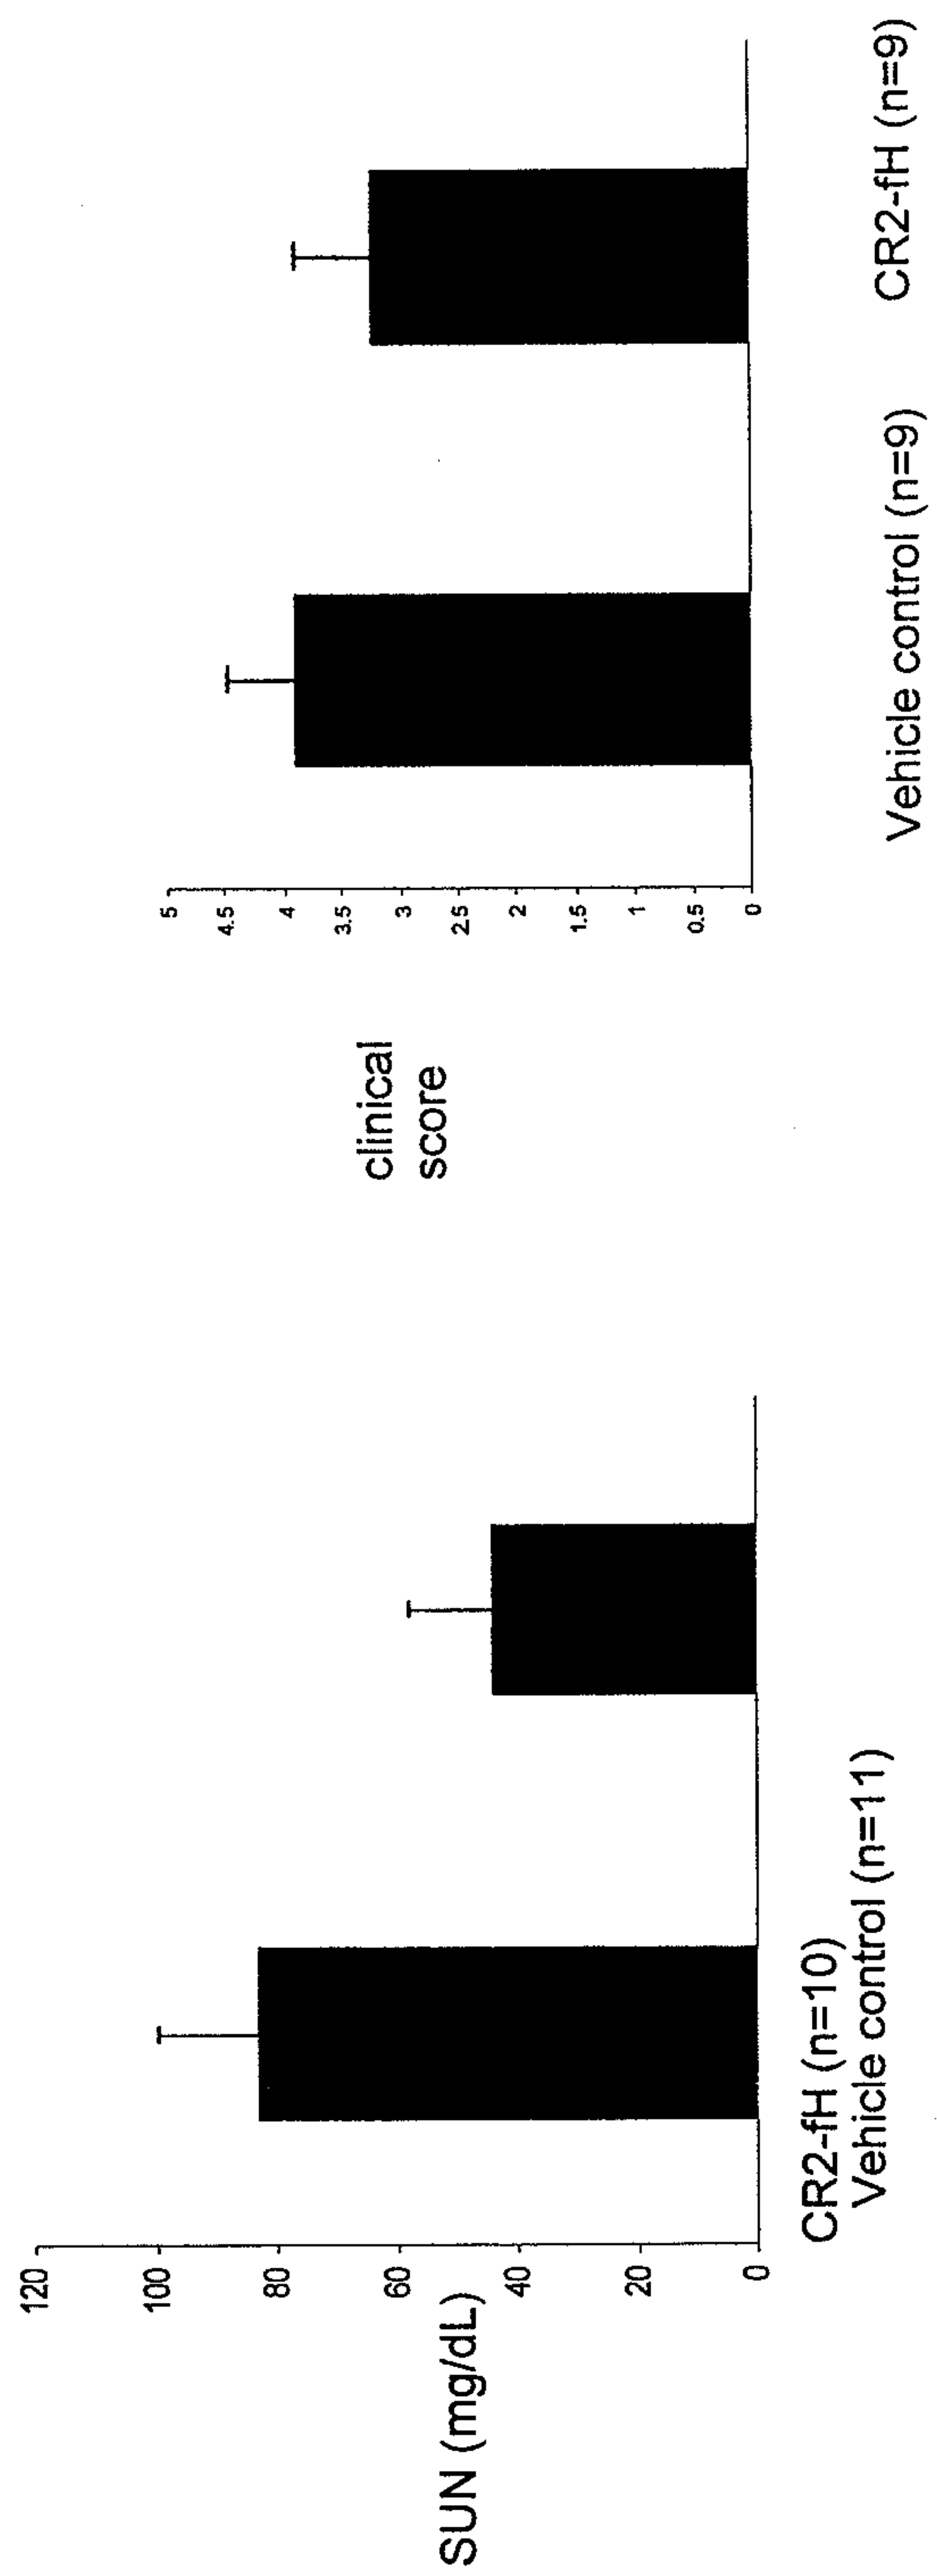 SUN (mg/dL)
120
100
80
60
40
20
0
CR2-fH (n=10)
Vehicle control (n=11)
clinical
score
5
4.5
4
3.5
3
2.5
2
1.5
1
0.5
0
Vehicle control (n=9)
CR2-fH (n=9)